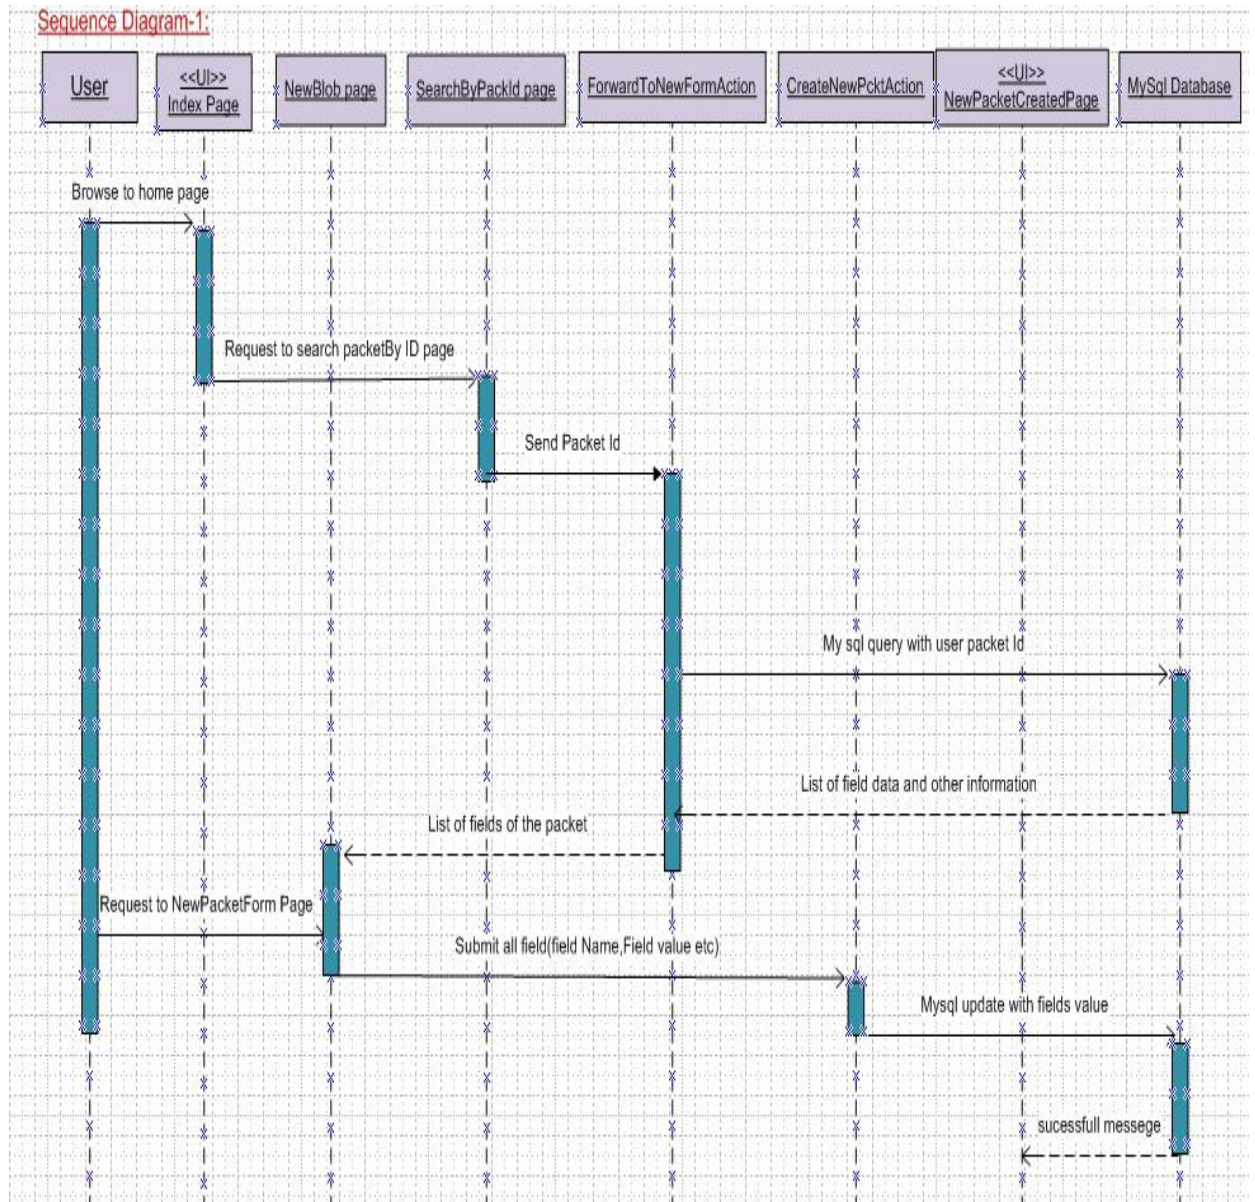 Sequence Diagram-1:
User
<<UI>>
Index Page
NewBlob page
SearchByPackId page
ForwardToNewFormAction
CreateNewPcktAction
<<UI>>
NewPacketCreatedPage
MySql Database
Browse to home page
Request to search packetBy ID page
Send Packet Id
My sql query with user packet Id
List of field data and other information
List of fields of the packet
Request to NewPacketForm Page
Submit all field(field Name,Field value etc)
Mysql update with fields value
sucessfull messege